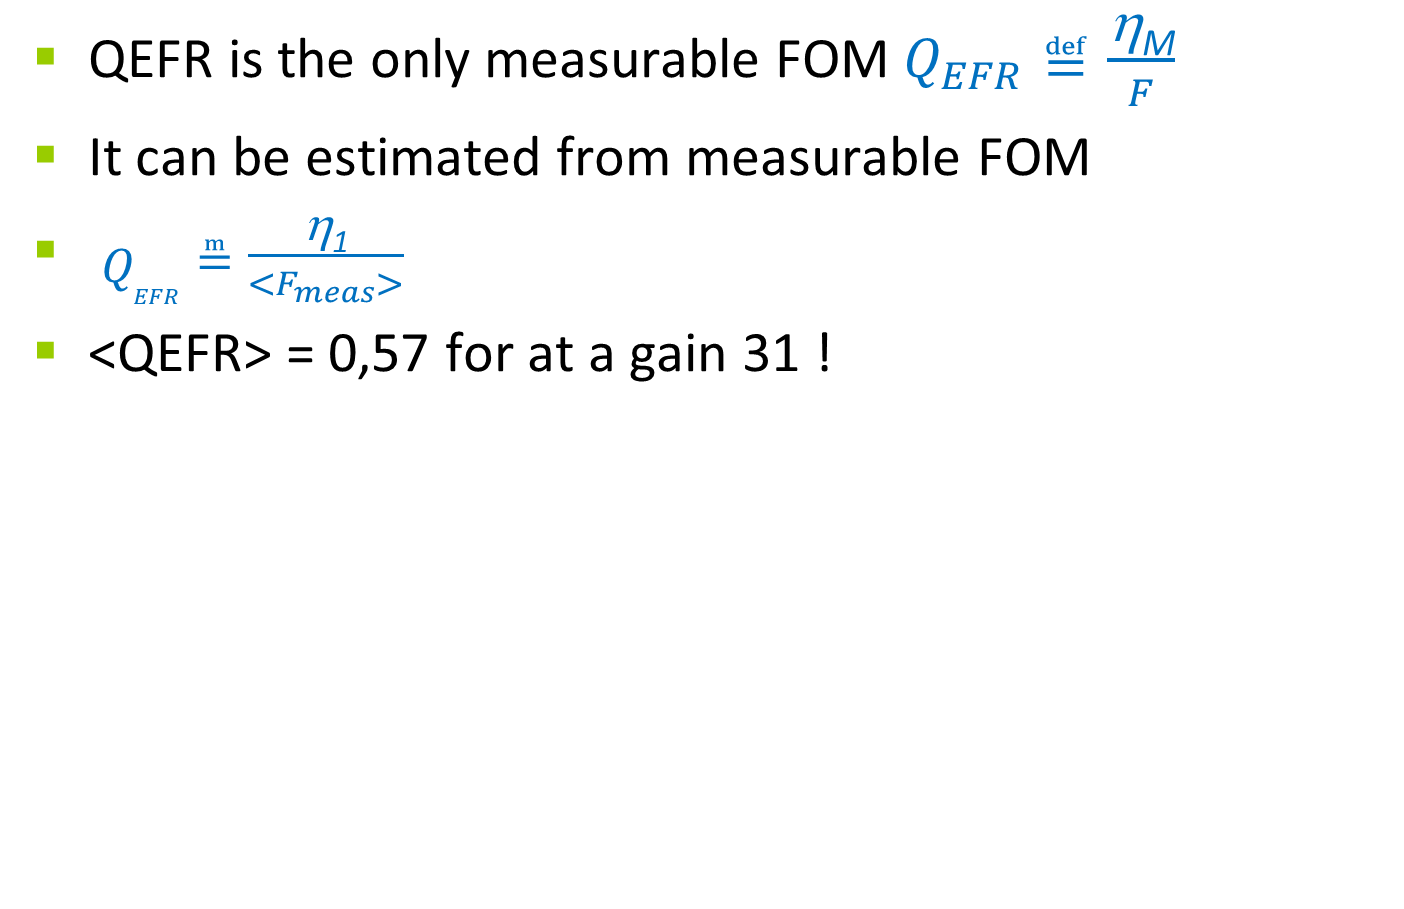 ▪ QEFR is the only measurable FOM Q_EFR ≝ η_M / F
▪ It can be estimated from measurable FOM
▪ Q_EFR ≞ η_1 / <F_meas>
▪ <QEFR> = 0,57 for at a gain 31 !